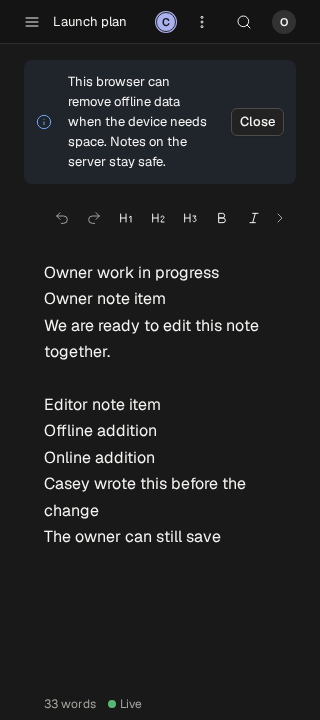 Launch plan
C
O
This browser can
remove offline data
when the device needs
space. Notes on the
server stay safe.
Close
H1 H2 H3 B I
Owner work in progress
Owner note item
We are ready to edit this note
together.
Editor note item
Offline addition
Online addition
Casey wrote this before the
change
The owner can still save
33 words
Live